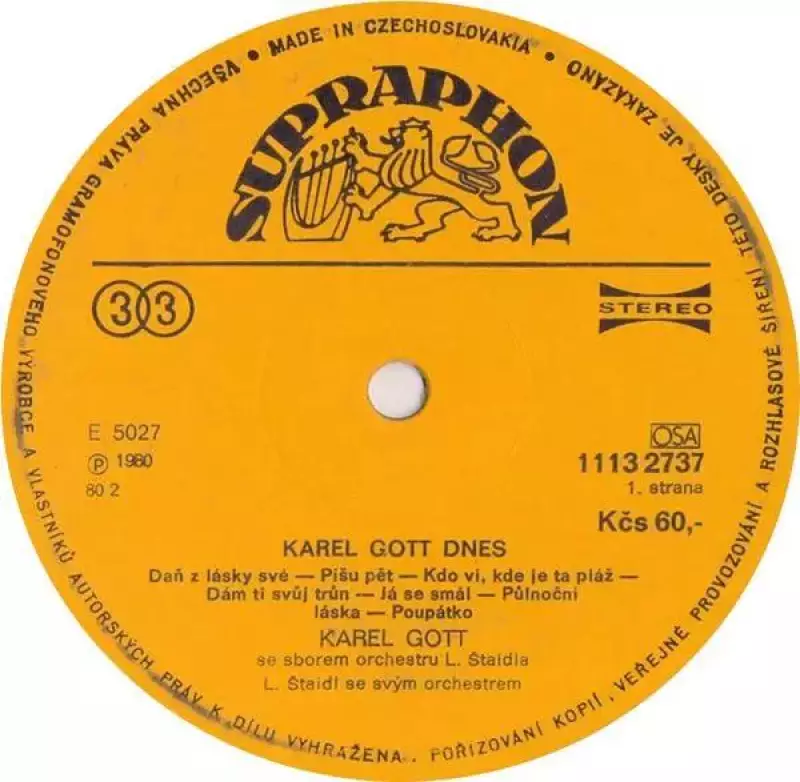 VŠECHNA PRÁVA GRAMOFONOVÉHO VÝROBCE A VLASTNÍKŮ AUTORSKÝCH PRÁV K DÍLU VYHRAŽENA. POŘIZOVÁNÍ KOPIÍ, VEŘEJNÉ PROVOZOVÁNÍ A ROZHLASOVÉ ŠÍŘENÍ TÉTO DESKY JE ZAKÁZÁNO • MADE IN CZECHOSLOVAKIA •
SUPRAPHON
33
STEREO
E 5027
Ⓟ 1980
80 2
OSA
1113 2737
1. strana
Kčs 60,-
KAREL GOTT DNES
Daň z lásky své — Píšu pět — Kdo ví, kde je ta pláž —
Dám ti svůj trůn — Já se smál — Půlnoční
láska — Poupátko
KAREL GOTT
se sborem orchestru L. Štaidla
L. Štaidl se svým orchestrem